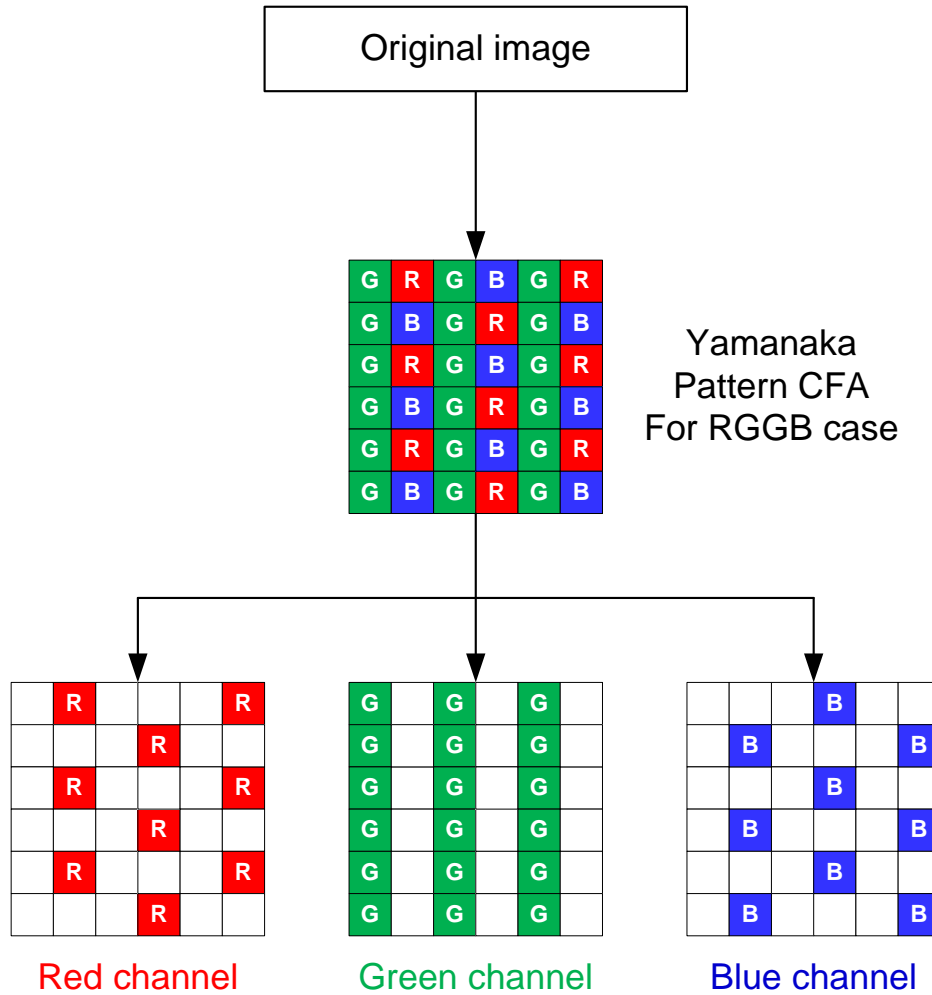 Original image
G R G B G R
G B G R G B
G R G B G R
G B G R G B
G R G B G R
G B G R G B
Yamanaka
Pattern CFA
For RGGB case
R R
R
R R
R
R R
R
Red channel
G G G
G G G
G G G
G G G
G G G
G G G
Green channel
B
B B
B
B B
B
B B
Blue channel